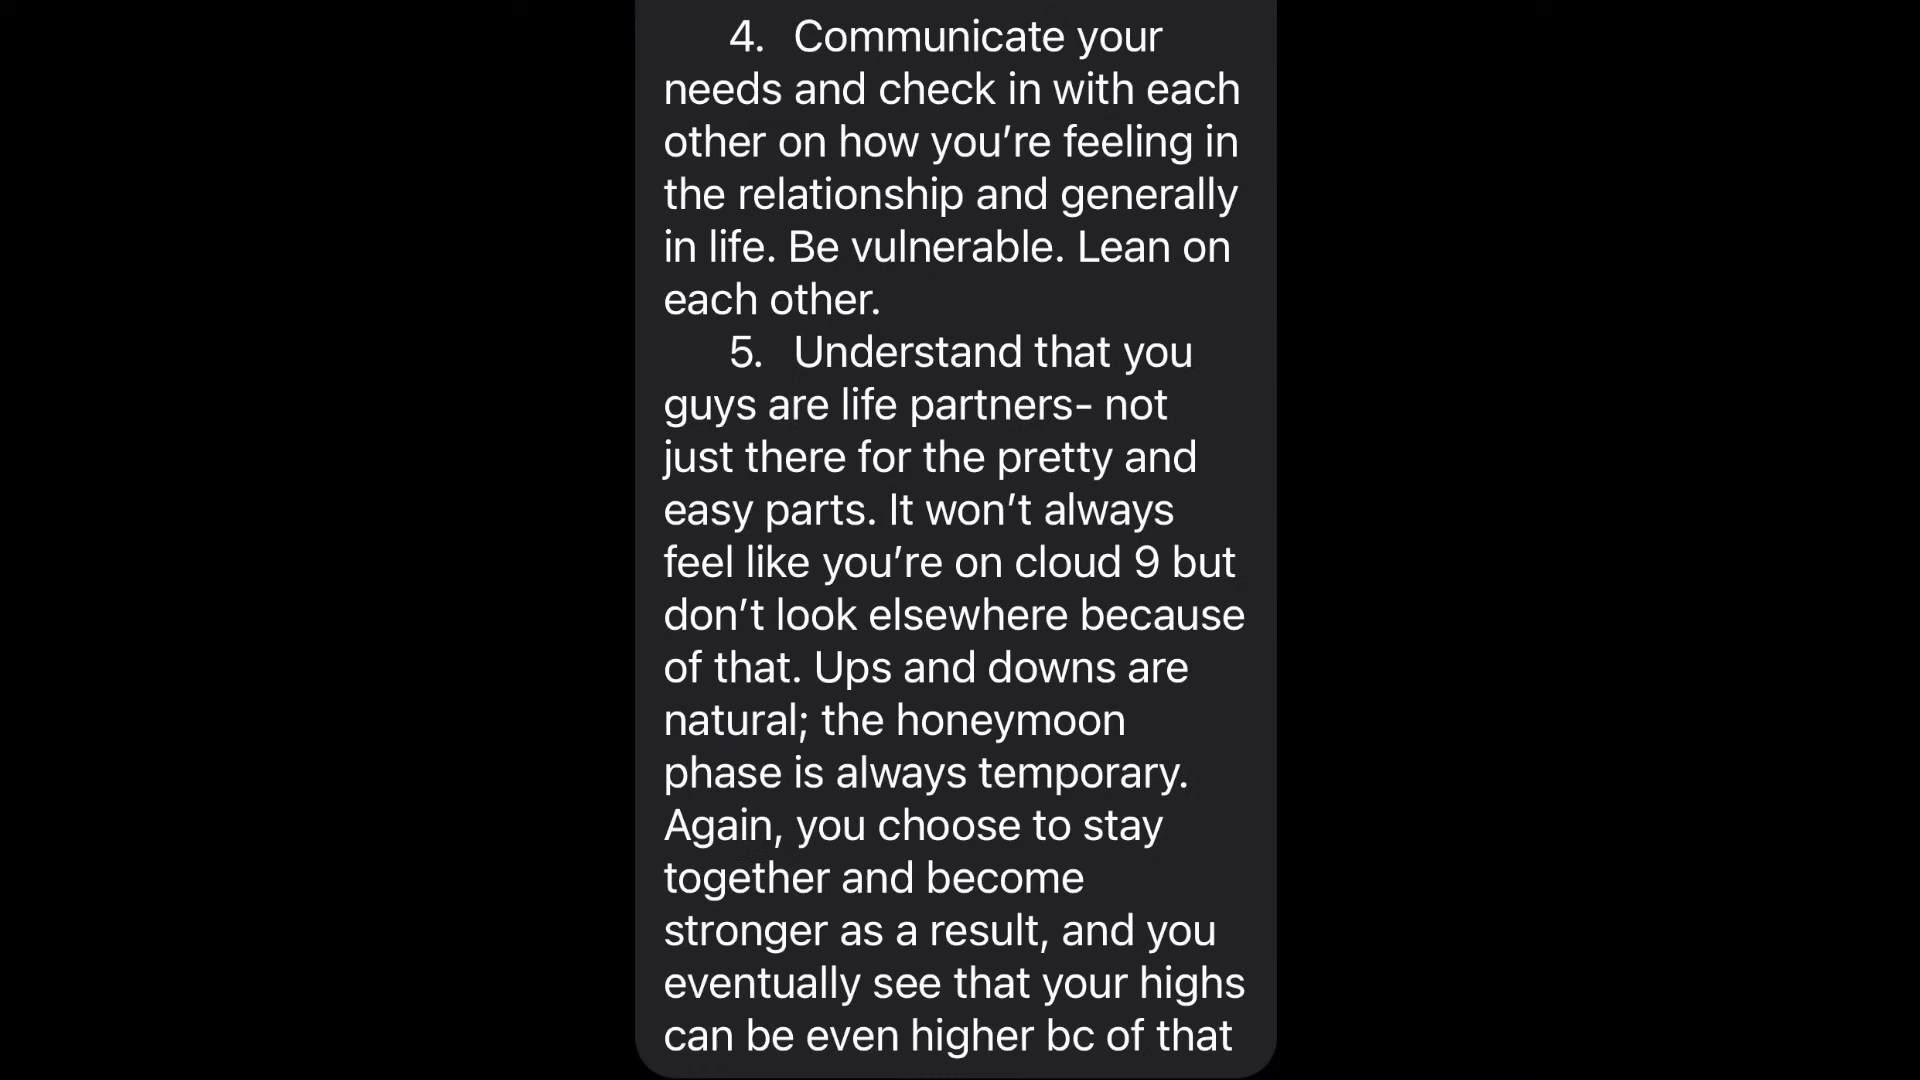 4. Communicate your
needs and check in with each
other on how you’re feeling in
the relationship and generally
in life. Be vulnerable. Lean on
each other.
5. Understand that you
guys are life partners- not
just there for the pretty and
easy parts. It won’t always
feel like you’re on cloud 9 but
don’t look elsewhere because
of that. Ups and downs are
natural; the honeymoon
phase is always temporary.
Again, you choose to stay
together and become
stronger as a result, and you
eventually see that your highs
can be even higher bc of that